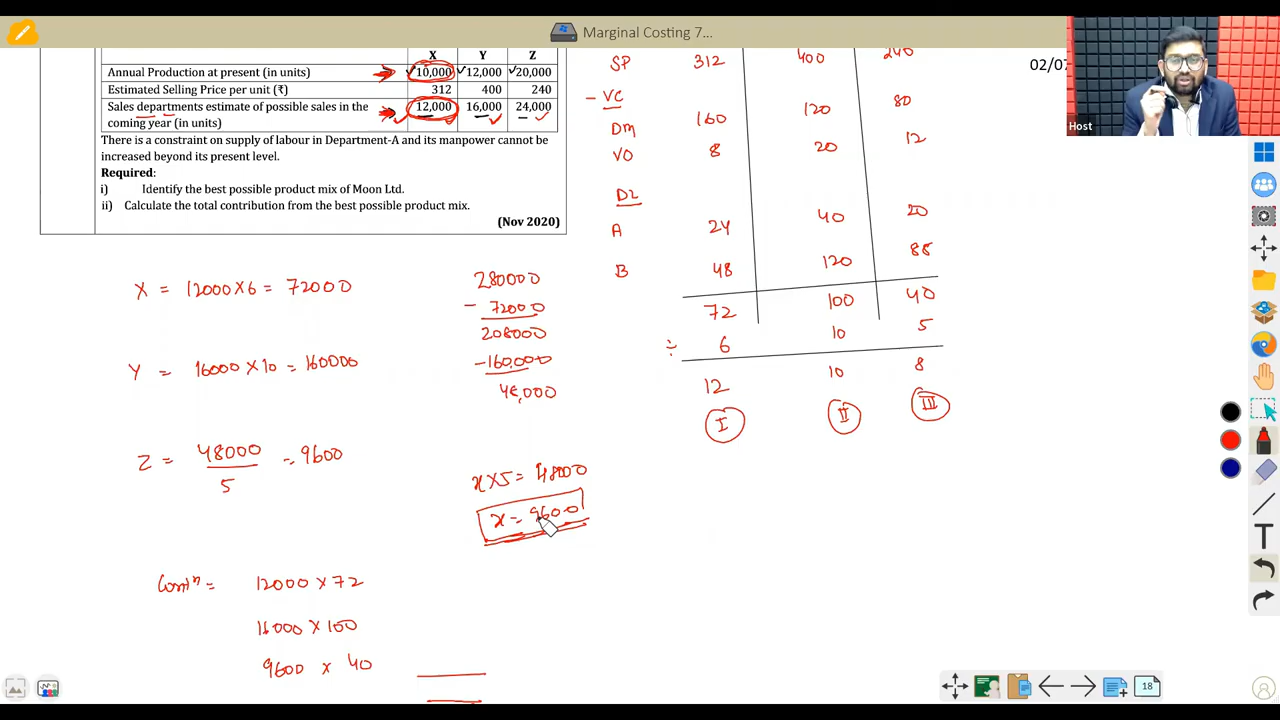 Marginal Costing 7...
X Y Z
Annual Production at present (in units) 10,000 12,000 20,000
Estimated Selling Price per unit (₹) 312 400 240
Sales departments estimate of possible sales in the coming year (in units) 12,000 16,000 24,000
There is a constraint on supply of labour in Department-A and its manpower cannot be
increased beyond its present level.
Required:
i) Identify the best possible product mix of Moon Ltd.
ii) Calculate the total contribution from the best possible product mix.
(Nov 2020)
X = 12000 X 6 = 72000
Y = 16000 X 10 = 160000
Z = 48000 / 5 = 9600
Contn = 12000 X 72
16000 X 100
9600 x 40
280000
- 72000
208000
-160,000
48,000
x X 5 = 48000
x = 9600
SP 312 400 240
- VC
DM 160 120 80
VO 8 20 12
DL
A 24 40 20
B 48 120 88
72 100 40
÷ 6 10 5
12 10 8
I II III
02/07
Host
18